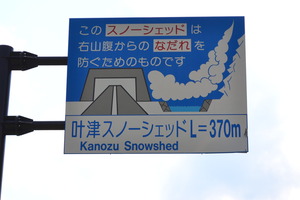 この スノーシェッド は
右山腹からの なだれ を
防ぐためのものです
叶津スノーシェッドL=370m
Kanozu Snowshed